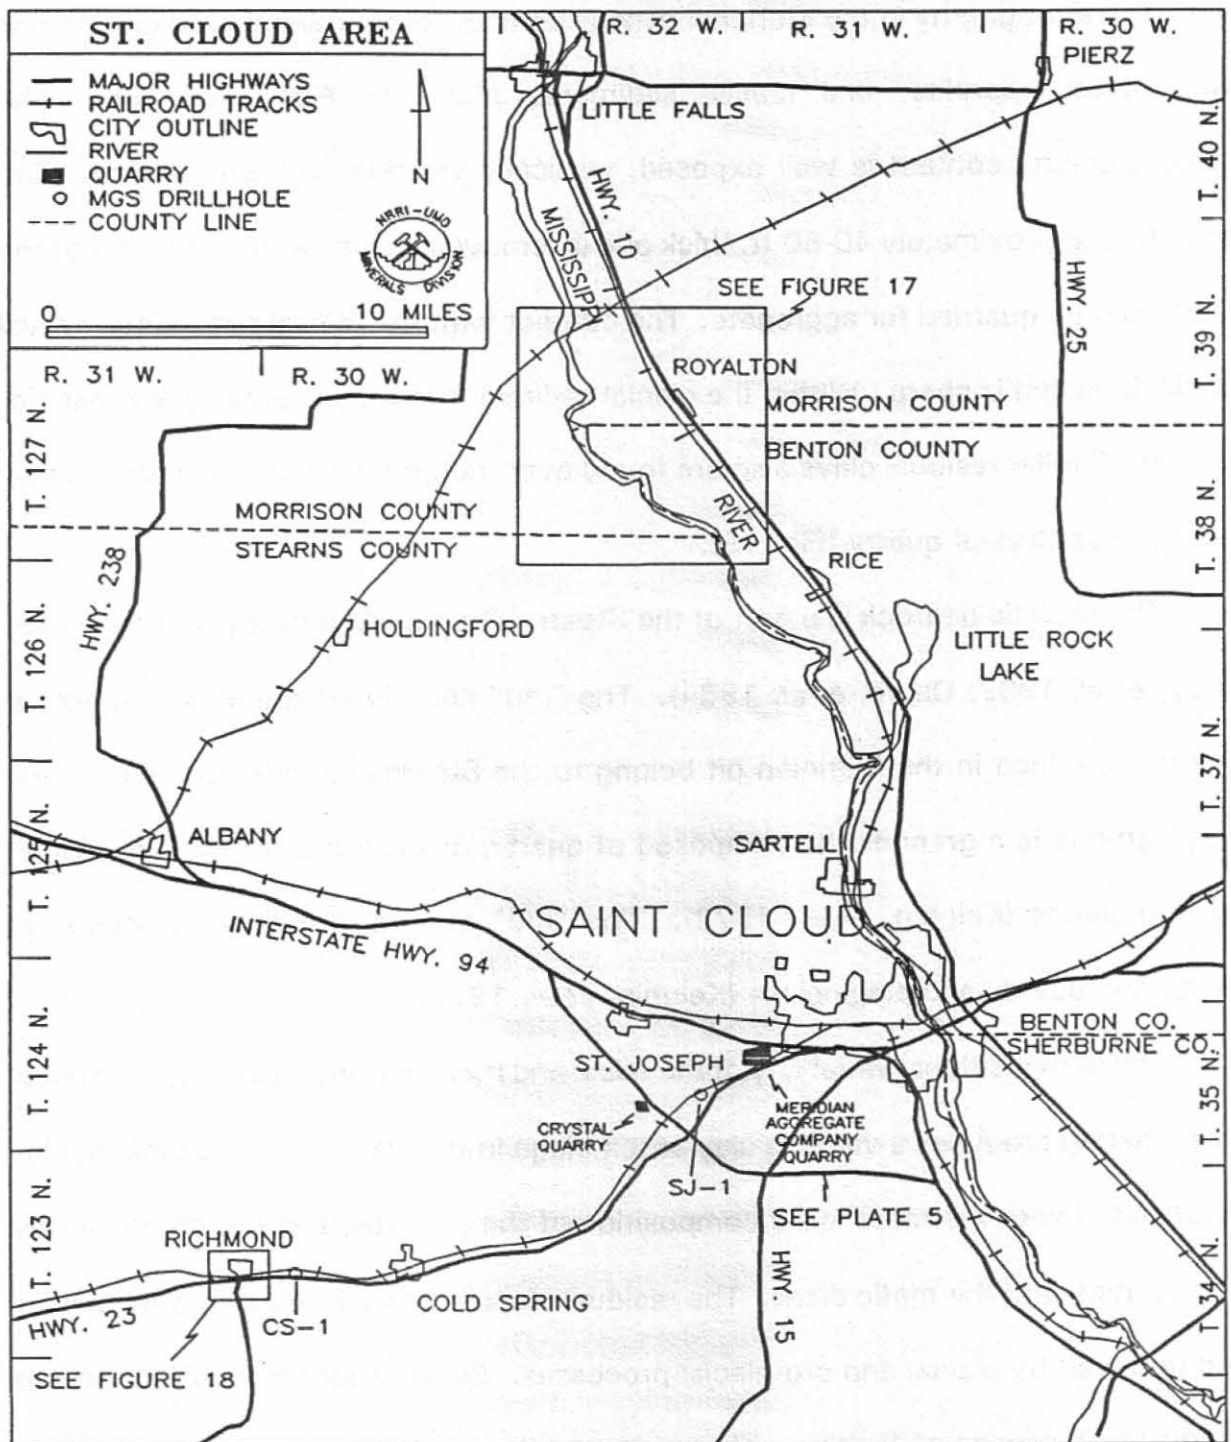 ST. CLOUD AREA
MAJOR HIGHWAYS
RAILROAD TRACKS
CITY OUTLINE
RIVER
QUARRY
MGS DRILLHOLE
COUNTY LINE
N
NRRI-UMD
MINERALS DIVISION
0
10 MILES
R. 32 W.
R. 31 W.
R. 30 W.
PIERZ
LITTLE FALLS
T. 40 N.
HWY. 10
MISSISSIPPI
SEE FIGURE 17
HWY. 25
T. 39 N.
R. 31 W.
R. 30 W.
ROYALTON
MORRISON COUNTY
BENTON COUNTY
T. 127 N.
MORRISON COUNTY
STEARNS COUNTY
RIVER
T. 38 N.
HWY. 238
RICE
T. 126 N.
HOLDINGFORD
LITTLE ROCK
LAKE
T. 37 N.
ALBANY
T. 125 N.
SARTELL
INTERSTATE HWY. 94
SAINT CLOUD
BENTON CO.
SHERBURNE CO.
T. 124 N.
ST. JOSEPH
T. 35 N.
CRYSTAL
QUARRY
MERIDIAN
AGGREGATE
COMPANY
QUARRY
SJ-1
SEE PLATE 5
T. 123 N.
RICHMOND
COLD SPRING
HWY. 15
T. 34 N.
HWY. 23
CS-1
SEE FIGURE 18